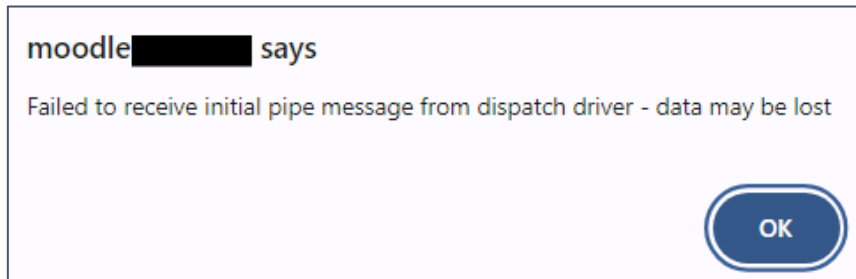 moodle says
Failed to receive initial pipe message from dispatch driver - data may be lost
OK